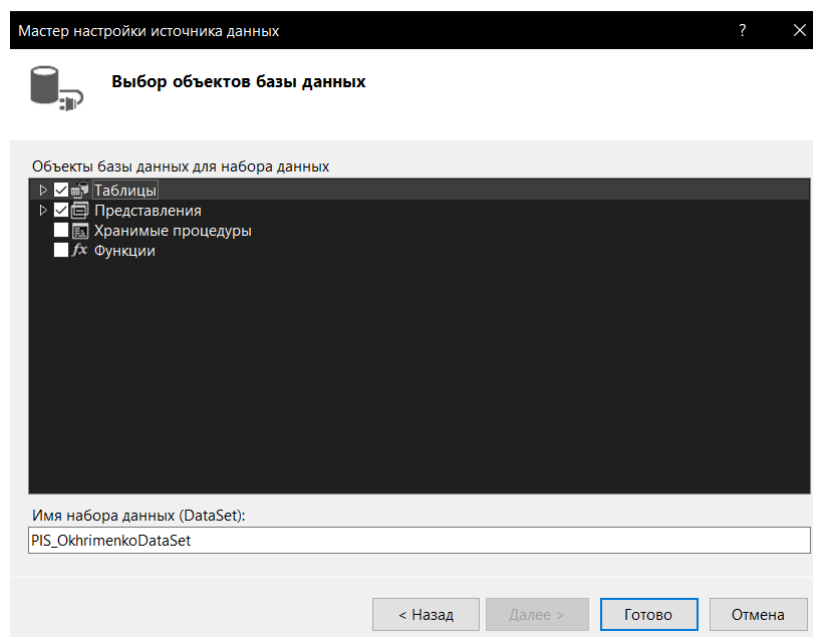 Мастер настройки источника данных ?
Выбор объектов базы данных
Объекты базы данных для набора данных
Таблицы
Представления
Хранимые процедуры
fx Функции
Имя набора данных (DataSet):
PIS_OkhrimenkoDataSet
< Назад Далее > Готово Отмена